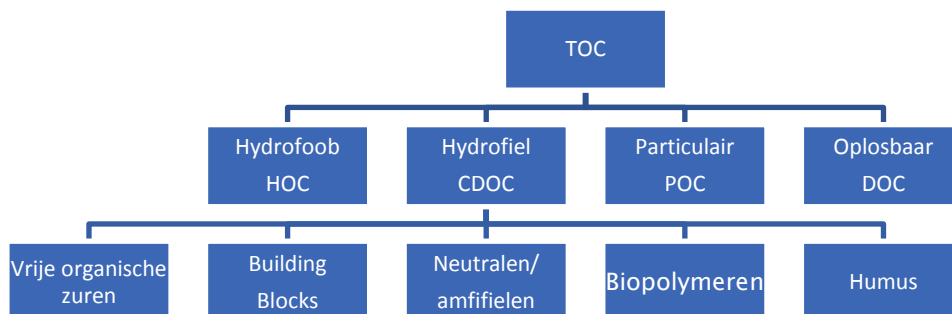 TOC
Hydrofoob
HOC
Hydrofiel
CDOC
Particulair
POC
Oplosbaar
DOC
Vrije organische
zuren
Building
Blocks
Neutralen/
amfifielen
Biopolymeren
Humus